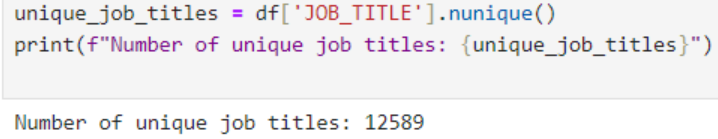 unique_job_titles = df['JOB_TITLE'].nunique()
print(f"Number of unique job titles: {unique_job_titles}")
Number of unique job titles: 12589